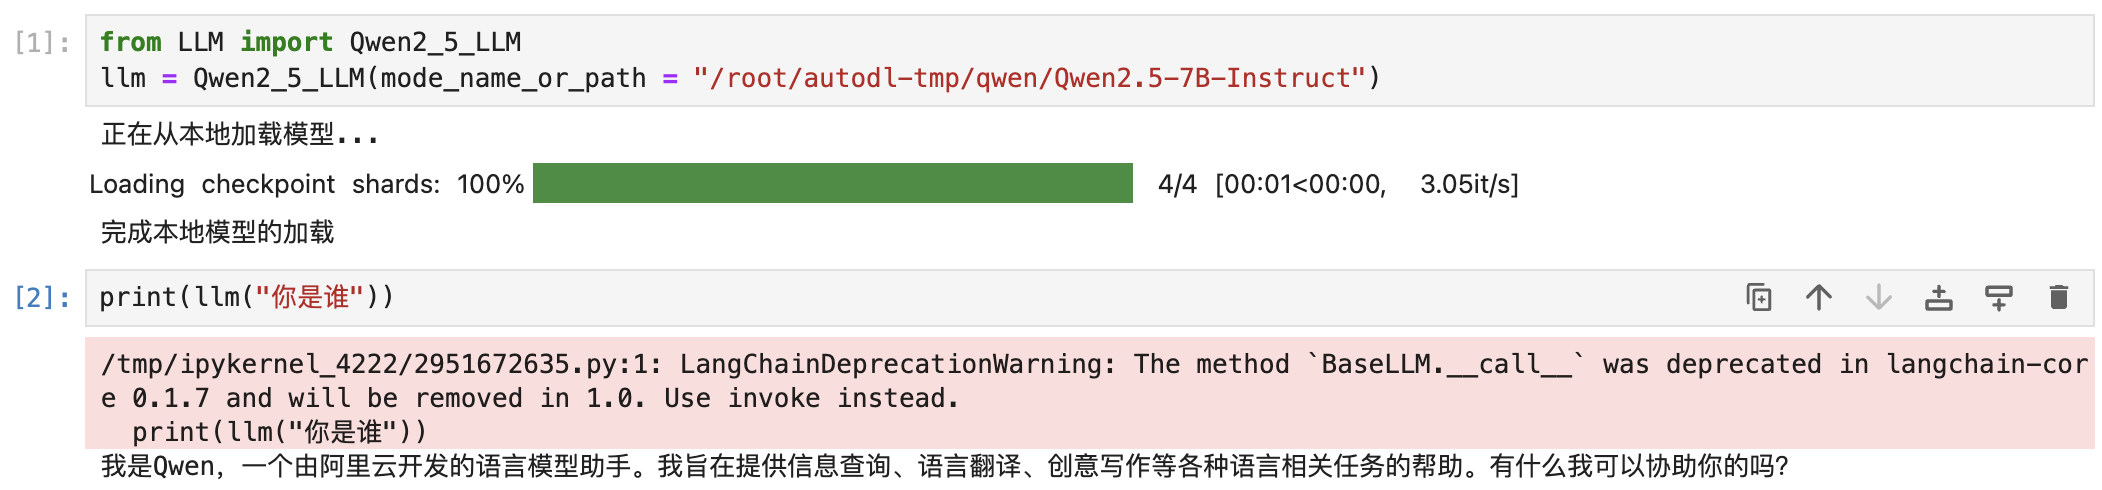 [1]: from LLM import Qwen2_5_LLM
llm = Qwen2_5_LLM(mode_name_or_path = "/root/autodl-tmp/qwen/Qwen2.5-7B-Instruct")
正在从本地加载模型...
Loading checkpoint shards: 100% 4/4 [00:01<00:00, 3.05it/s]
完成本地模型的加载
[2]: print(llm("你是谁"))
/tmp/ipykernel_4222/2951672635.py:1: LangChainDeprecationWarning: The method `BaseLLM.__call__` was deprecated in langchain-cor
e 0.1.7 and will be removed in 1.0. Use invoke instead.
print(llm("你是谁"))
我是Qwen，一个由阿里云开发的语言模型助手。我旨在提供信息查询、语言翻译、创意写作等各种语言相关任务的帮助。有什么我可以协助你的吗？